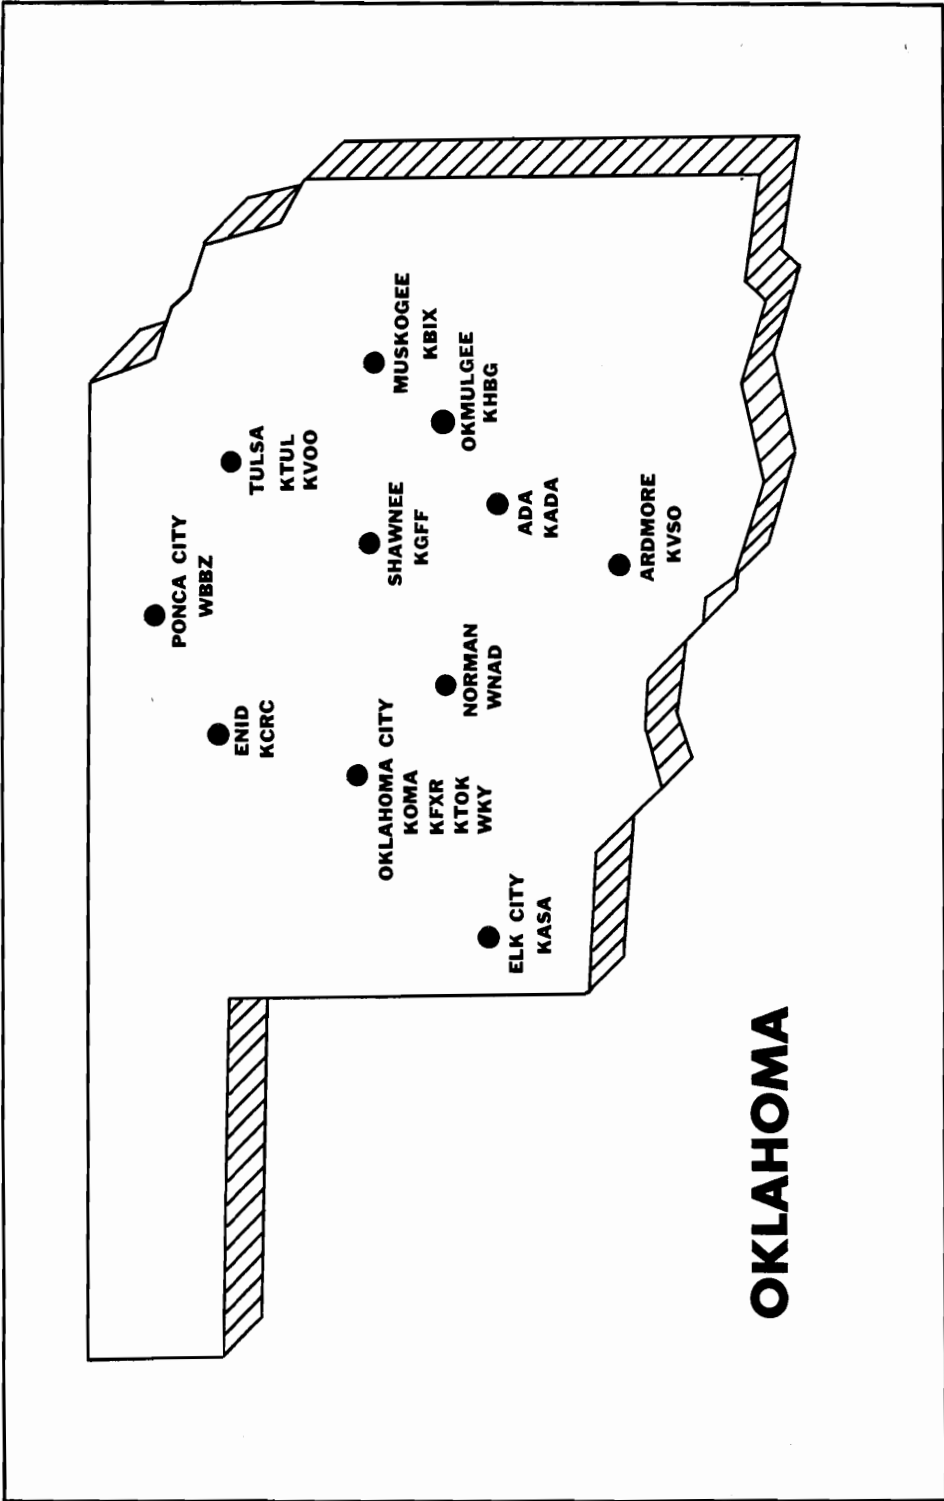 PONCA CITY
WBBZ
ENID
KCRC
TULSA
KTUL
KVOO
OKLAHOMA CITY
KOMA
KFXR
KTOK
WKY
SHAWNEE
KGFF
MUSKOGEE
KBIX
NORMAN
WNAD
OKMULGEE
KHBG
ELK CITY
KASA
ADA
KADA
ARDMORE
KVSO
OKLAHOMA